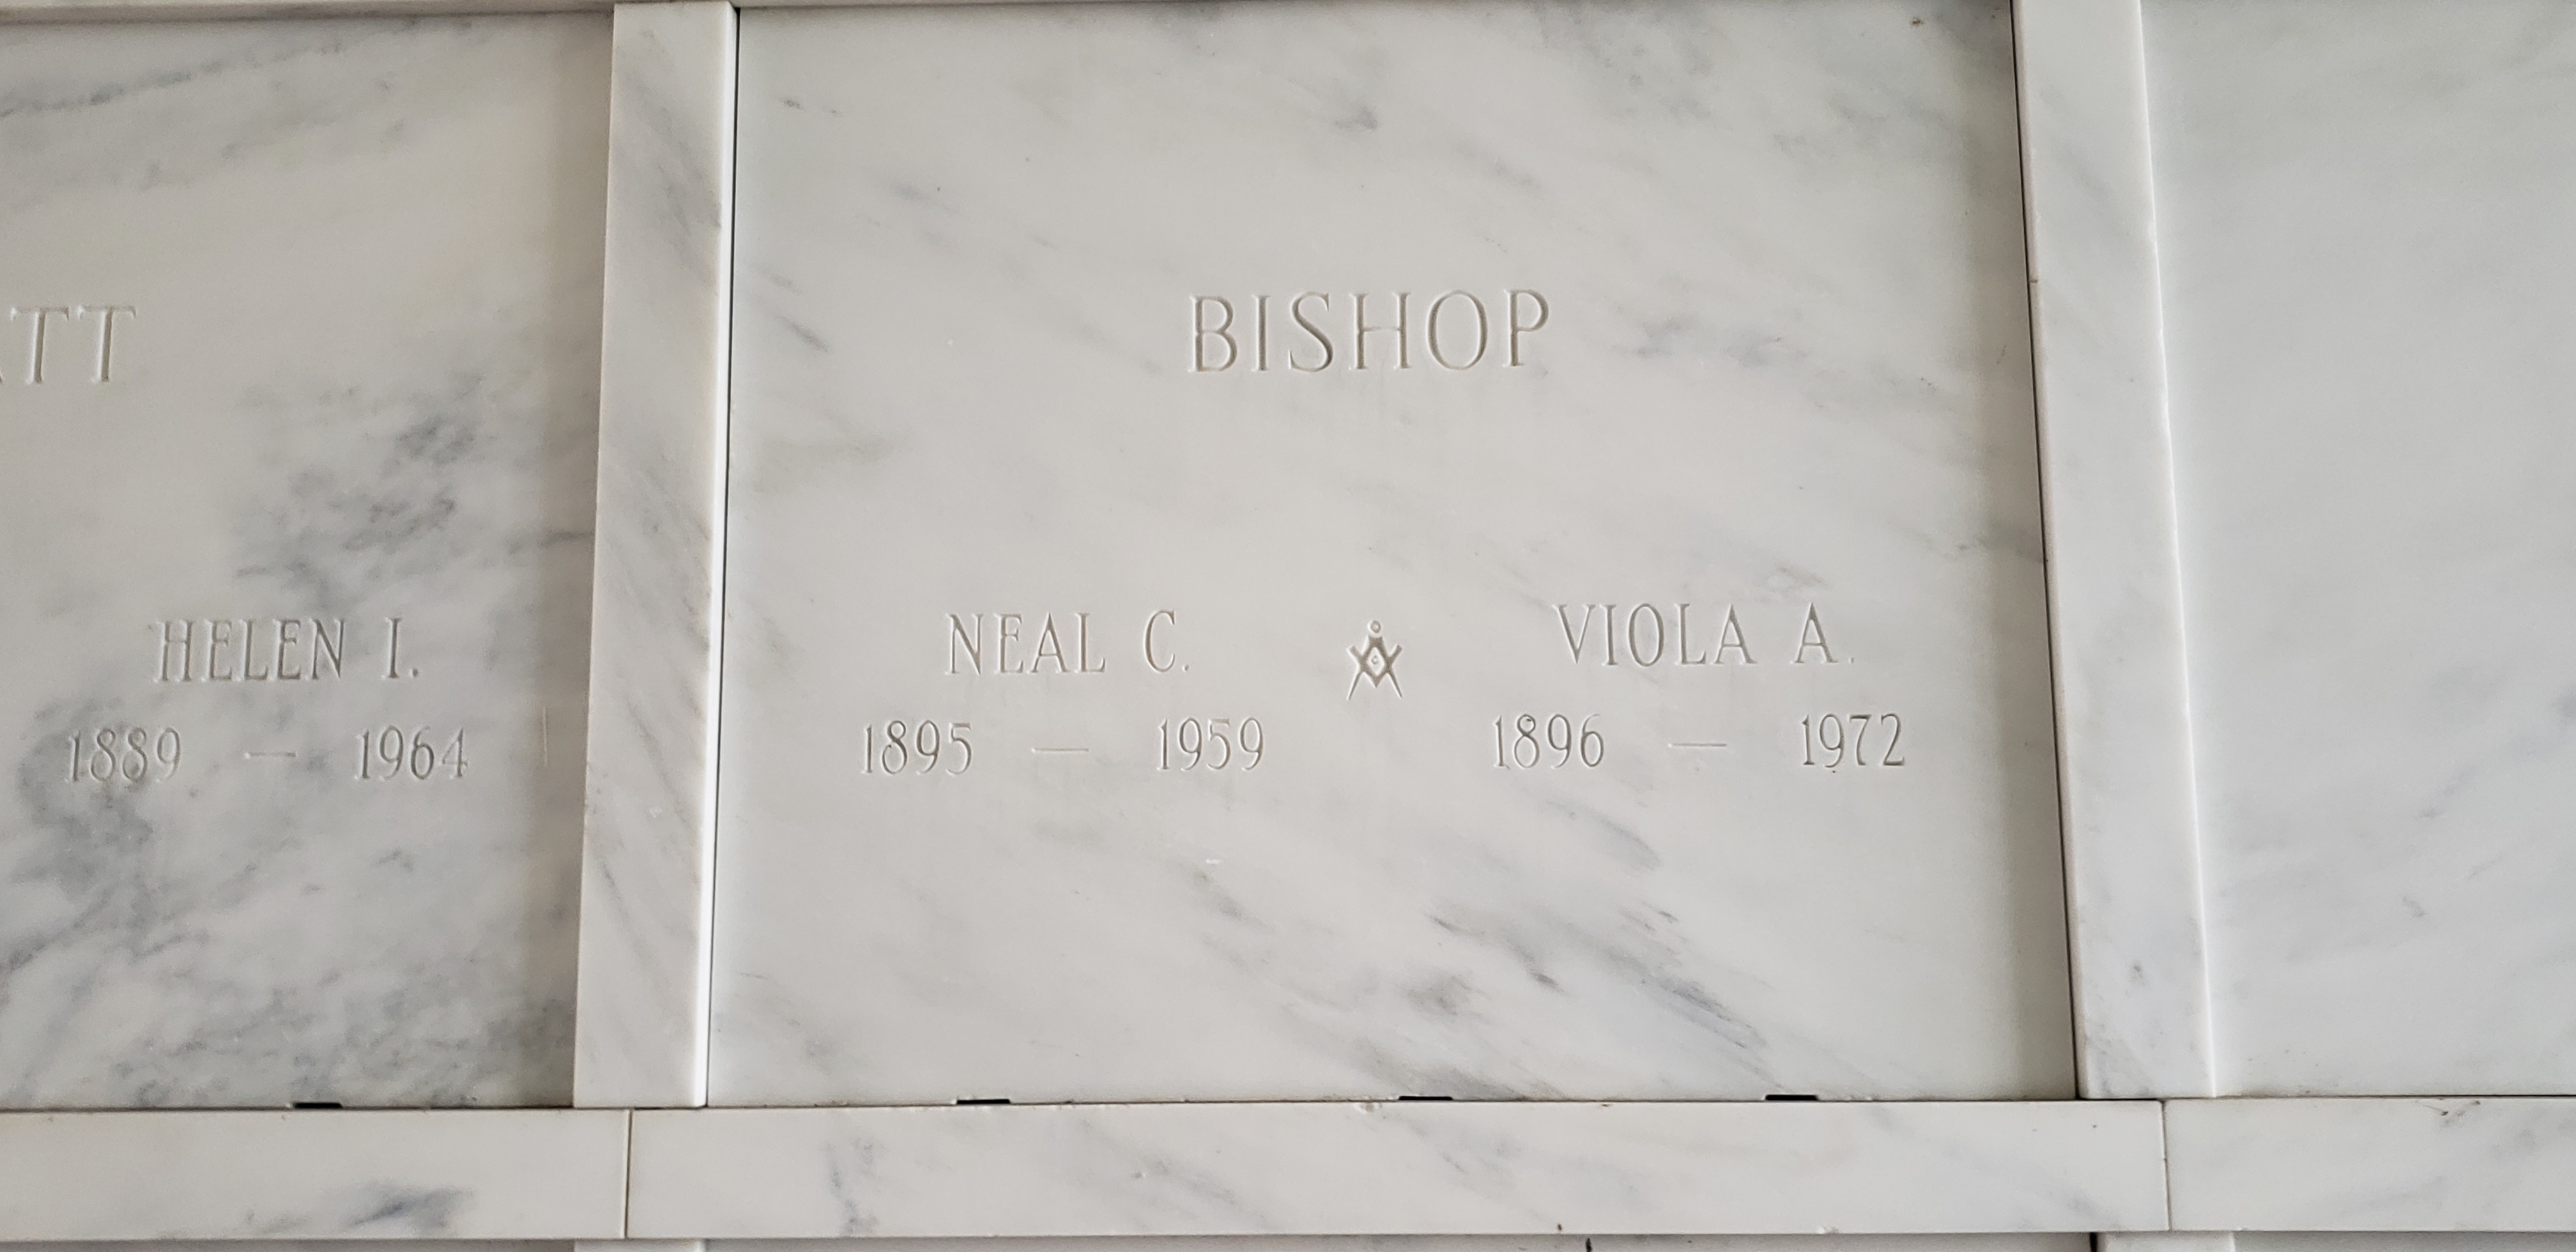 BISHOP
NEAL C.
1895 — 1959
VIOLA A.
1896 — 1972
HELEN I.
1889 — 1964